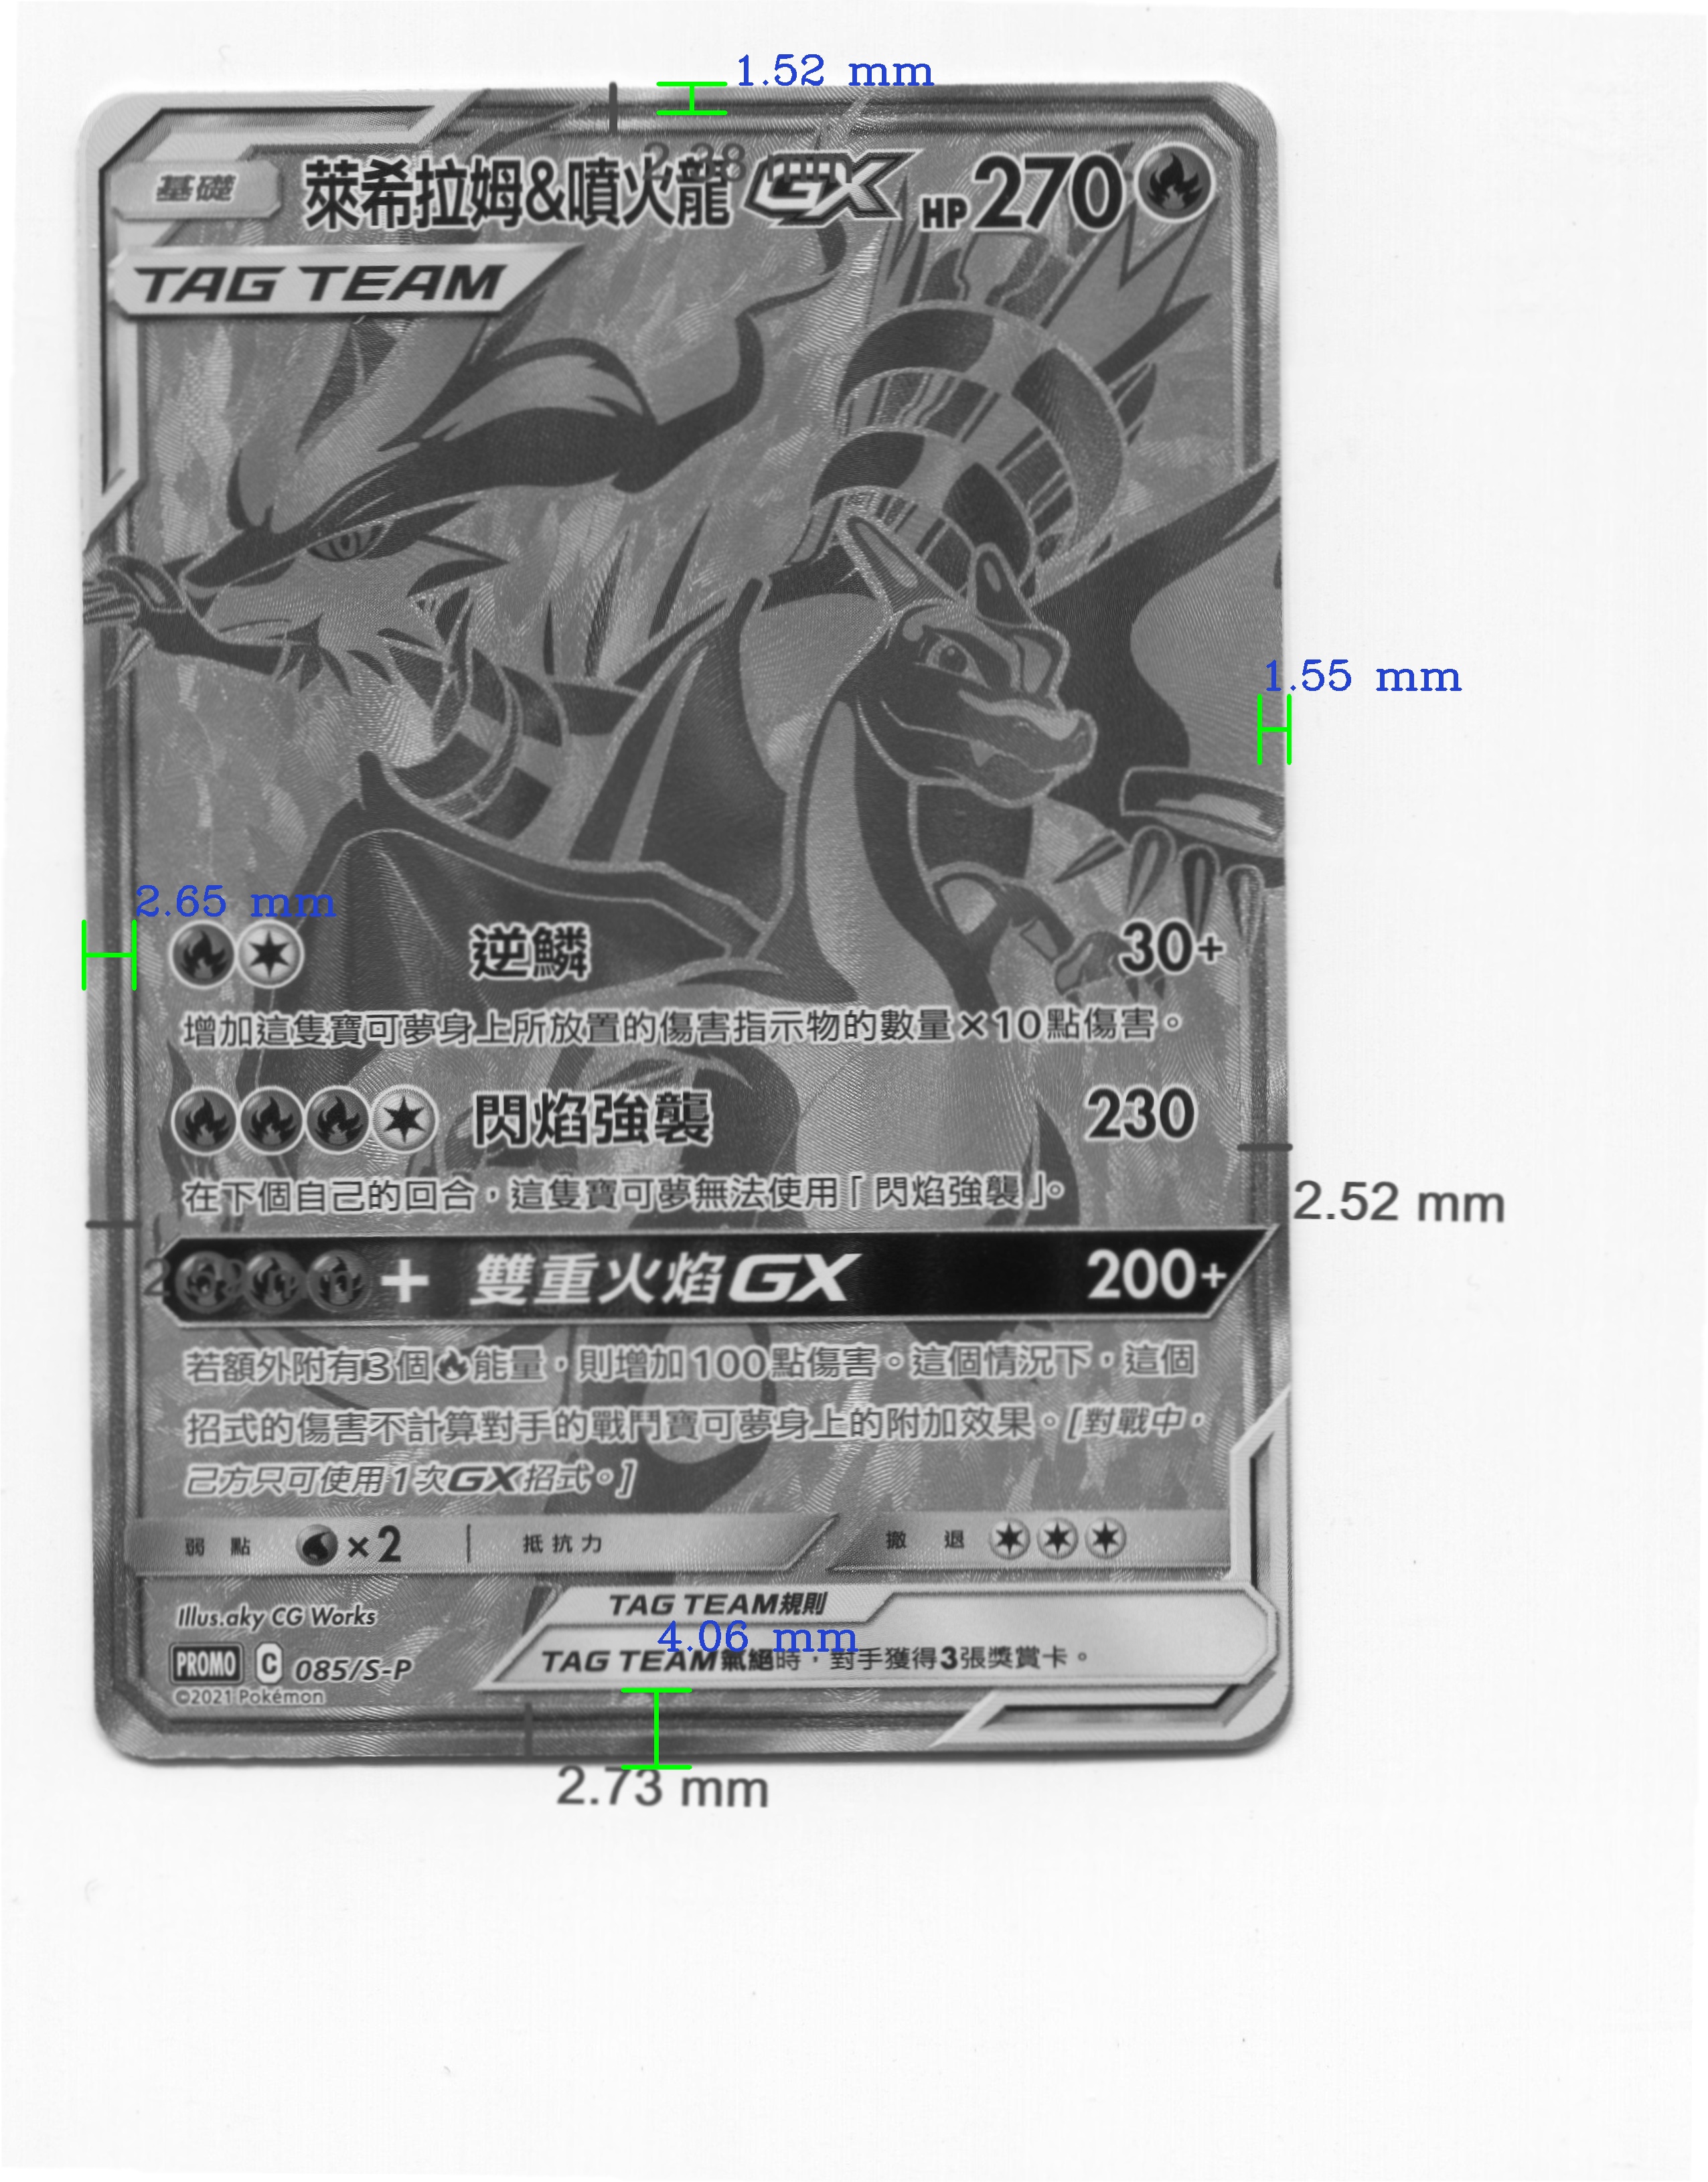 1.52 mm
2.38 mm
基礎
萊希拉姆&噴火龍GX HP270
TAG TEAM
1.55 mm
2.65 mm
逆鱗 30+
增加這隻寶可夢身上所放置的傷害指示物的數量×10點傷害。
閃焰強襲 230
在下個自己的回合,這隻寶可夢無法使用「閃焰強襲」。
2.52 mm
+ 雙重火焰GX 200+
若額外附有3個能量,則增加100點傷害。這個情況下,這個
招式的傷害不計算對手的戰鬥寶可夢身上的附加效果。[對戰中,
己方只可使用1次GX招式。]
弱點 ×2 抵抗力 撤退
TAG TEAM規則
Illus.aky CG Works
4.06 mm
TAG TEAM氣絕時,對手獲得3張獎賞卡。
PROMO C 085/S-P
©2021 Pokémon
2.73 mm